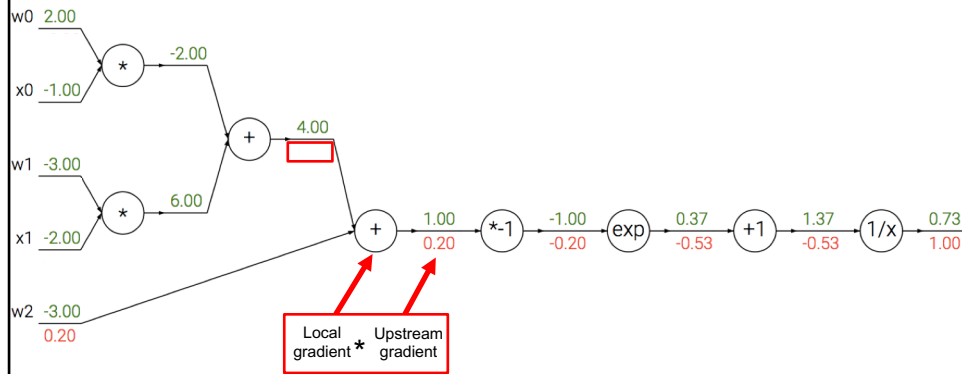 w0 2.00
-2.00
*
x0 -1.00
4.00
+
w1 -3.00
6.00
*
x1 -2.00
+
1.00
0.20
*-1
-1.00
-0.20
exp
0.37
-0.53
+1
1.37
-0.53
1/x
0.73
1.00
w2 -3.00
0.20
Local Upstream
gradient * gradient